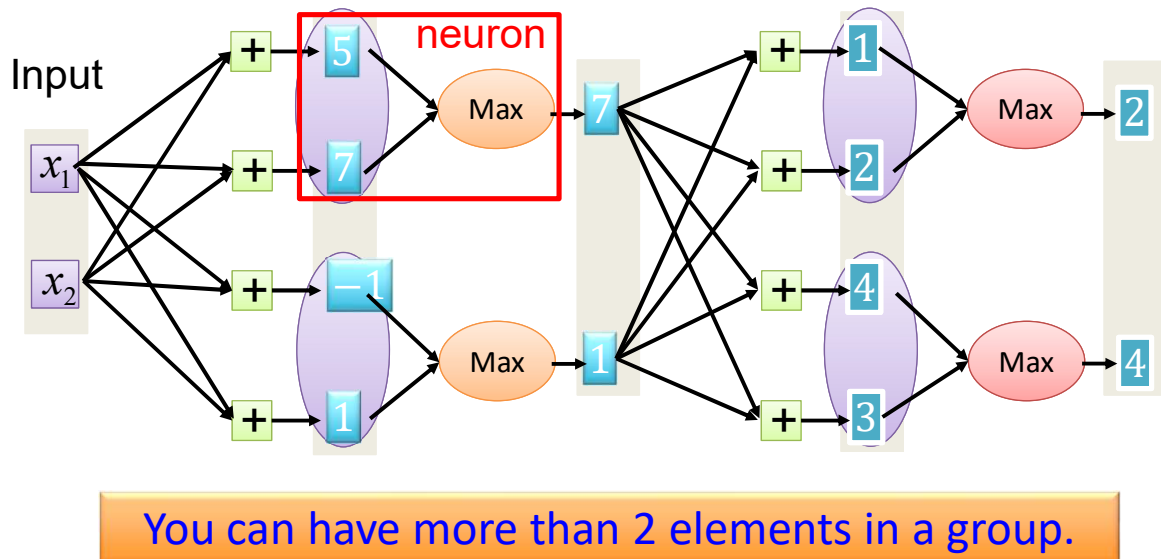 neuron
Input
+ 5 + 1
Max 7 Max 2
x₁ + 7 + 2
x₂ + −1 + 4
Max 1 Max 4
+ 1 + 3
You can have more than 2 elements in a group.